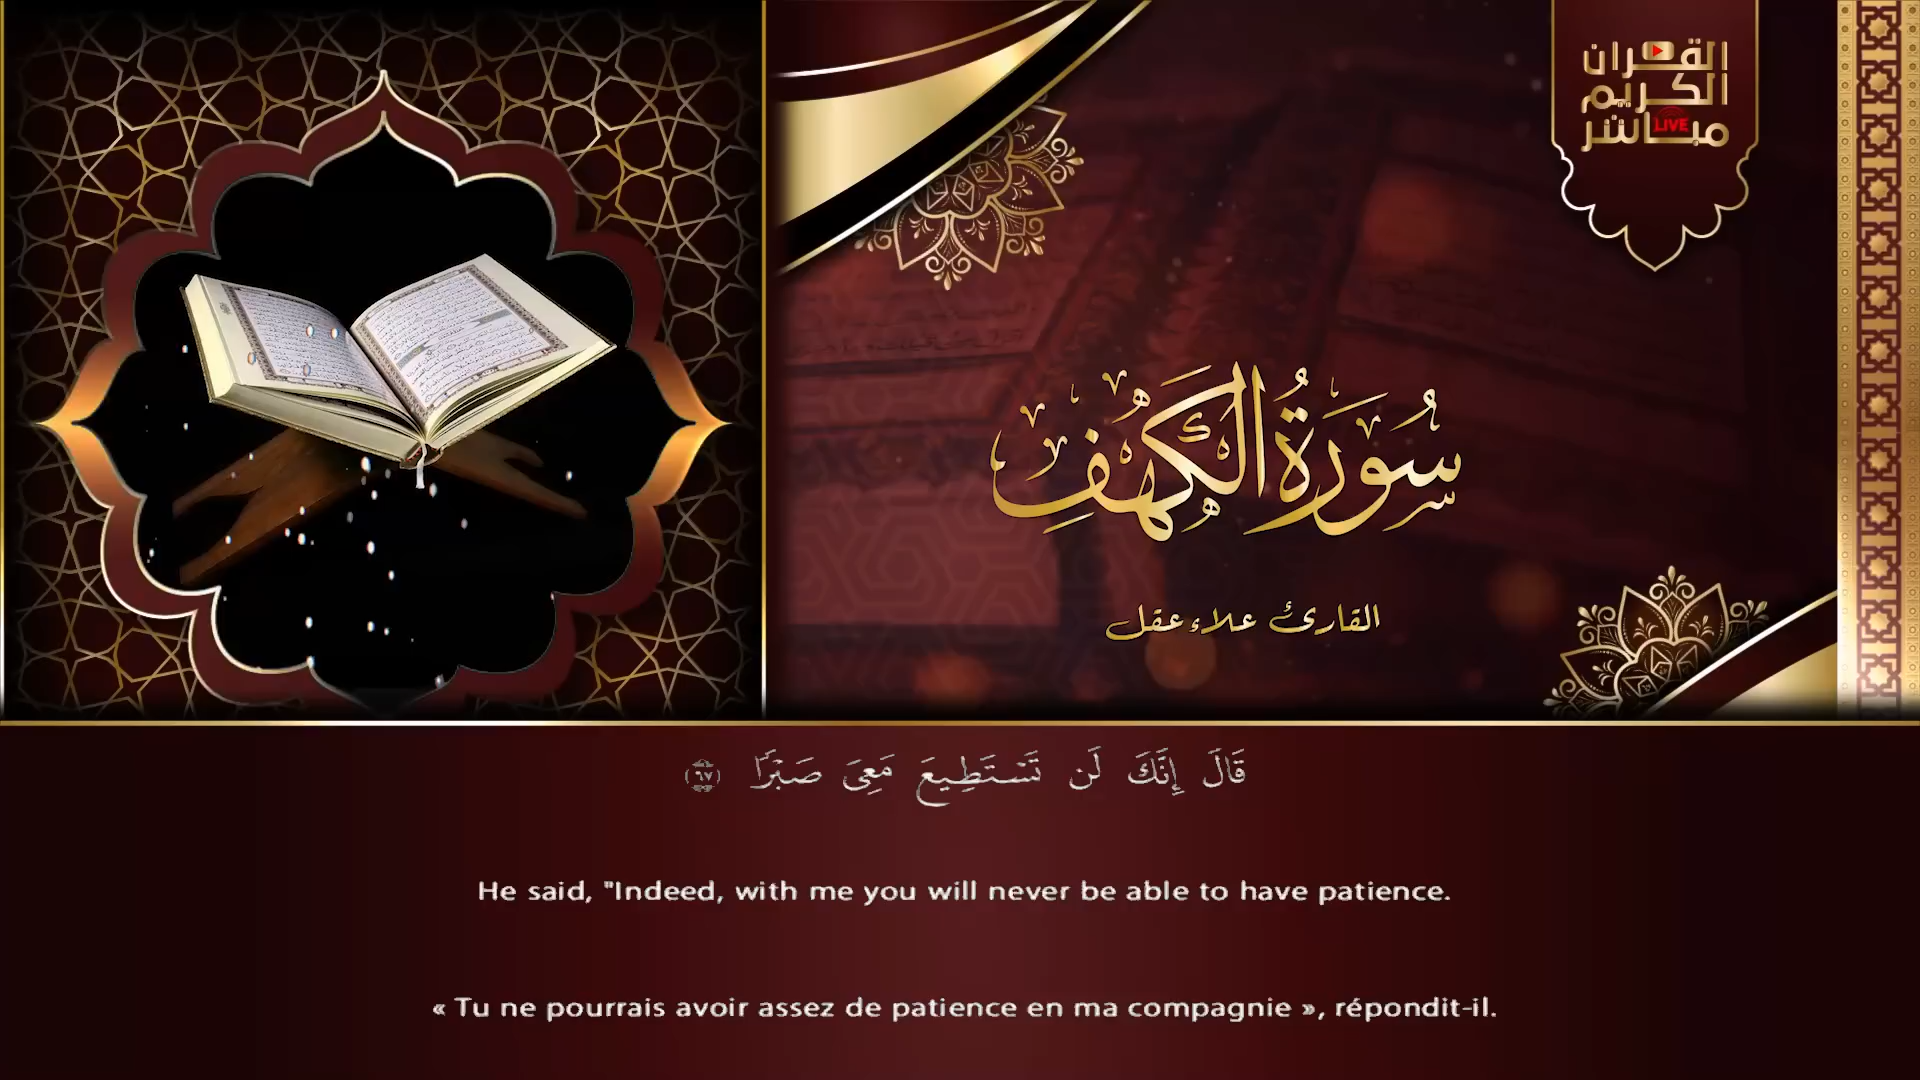 القرآن
الكريم
مباشر
LIVE
سُورَةُ الكَهْفِ
القارئ علاء عقل
قَالَ إِنَّكَ لَن تَسْتَطِيعَ مَعِىَ صَبْرًا ٦٧
He said, "Indeed, with me you will never be able to have patience.
« Tu ne pourrais avoir assez de patience en ma compagnie », répondit-il.